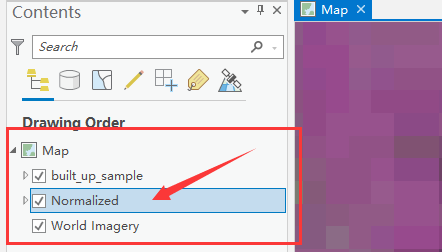 Contents
Map
Search
Drawing Order
Map
built_up_sample
Normalized
World Imagery